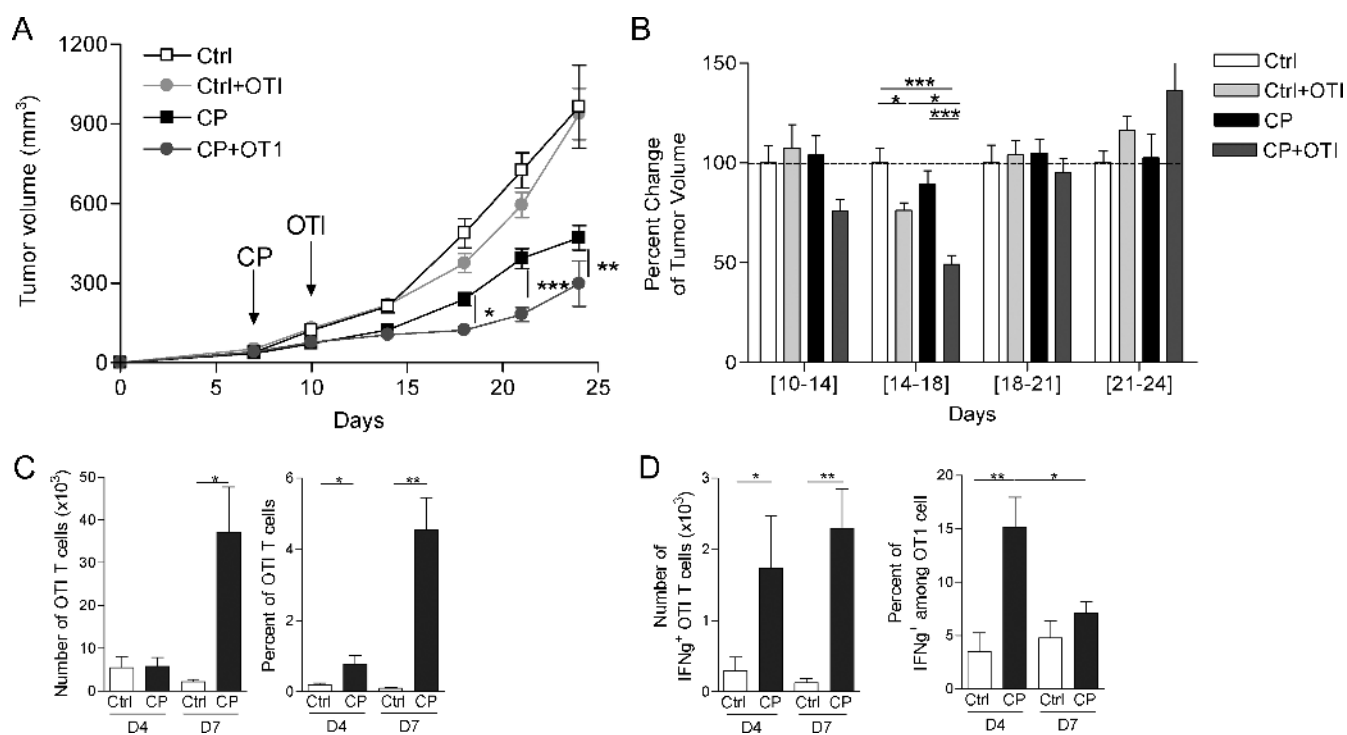 A
Tumor volume (mm³)
1200
900
600
300
0
Ctrl
Ctrl+OTI
CP
CP+OT1
CP
OTI
*
***
**
0
5
10
15
20
25
Days
B
Percent Change
of Tumor Volume
150
100
50
0
***
*
*
***
Ctrl
Ctrl+OTI
CP
CP+OTI
[10-14]
[14-18]
[18-21]
[21-24]
Days
C
Number of OTI T cells (x10³)
50
40
30
20
10
0
*
Ctrl
CP
Ctrl
CP
D4
D7
Percent of OTI T cells
6
4
2
0
*
**
Ctrl
CP
Ctrl
CP
D4
D7
D
Number of
IFNg⁺ OTI T cells (x10³)
3
2
1
0
*
**
Ctrl
CP
Ctrl
CP
D4
D7
Percent of
IFNg⁺ among OT1 cell
20
15
10
5
0
**
*
Ctrl
CP
Ctrl
CP
D4
D7